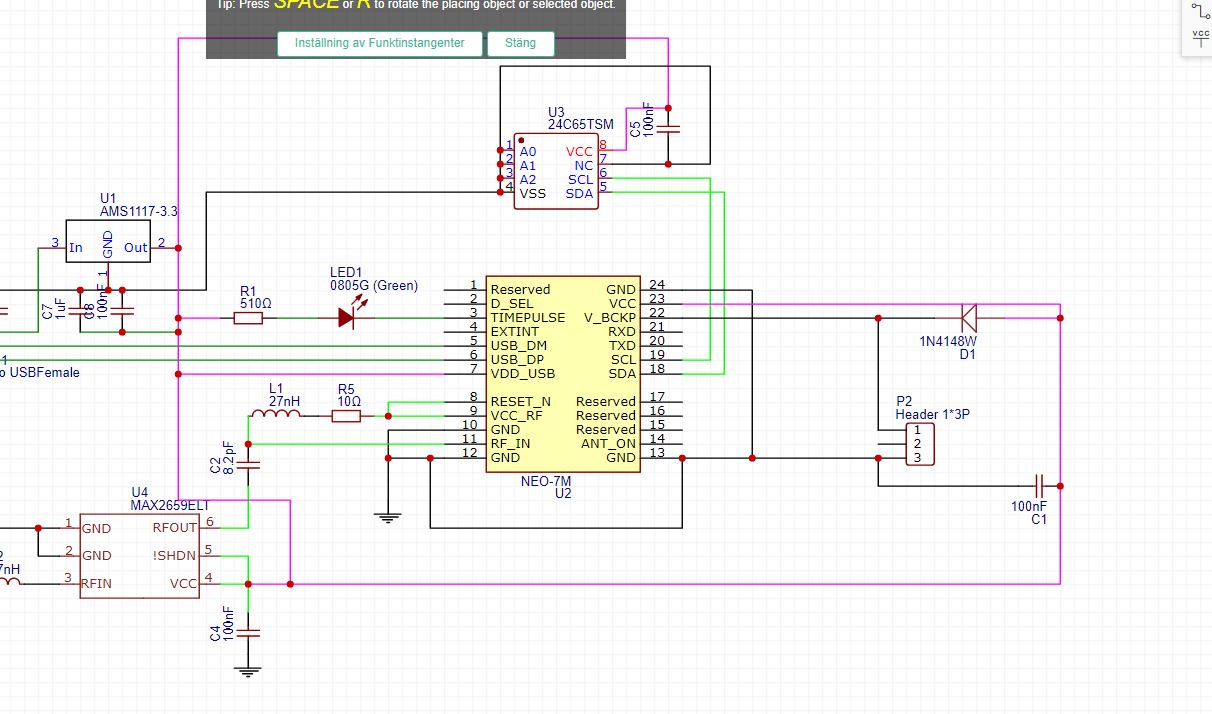 Tip: Press SPACE or R to rotate the placing object or selected object.
Inställning av Funktinstangenter
Stäng
VCC
U3
24C65TSM
C5
100nF
1 A0 VCC 8
2 A1 NC 7
3 A2 SCL 6
4 VSS SDA 5
U1
AMS1117-3.3
3 In GND Out 2
1
C7
1uF
C8
100nF
R1
510Ω
LED1
0805G (Green)
1 Reserved GND 24
2 D_SEL VCC 23
3 TIMEPULSE V_BCKP 22
4 EXTINT RXD 21
5 USB_DM TXD 20
6 USB_DP SCL 19
7 VDD_USB SDA 18
8 RESET_N Reserved 17
9 VCC_RF Reserved 16
10 GND Reserved 15
11 RF_IN ANT_ON 14
12 GND GND 13
NEO-7M
U2
1N4148W
D1
1
o USBFemale
L1
27nH
R5
10Ω
P2
Header 1*3P
1
2
3
C2
8.2pF
100nF
C1
U4
MAX2659ELT
1 GND RFOUT 6
2 GND !SHDN 5
3 RFIN VCC 4
2
7nH
C4
100nF